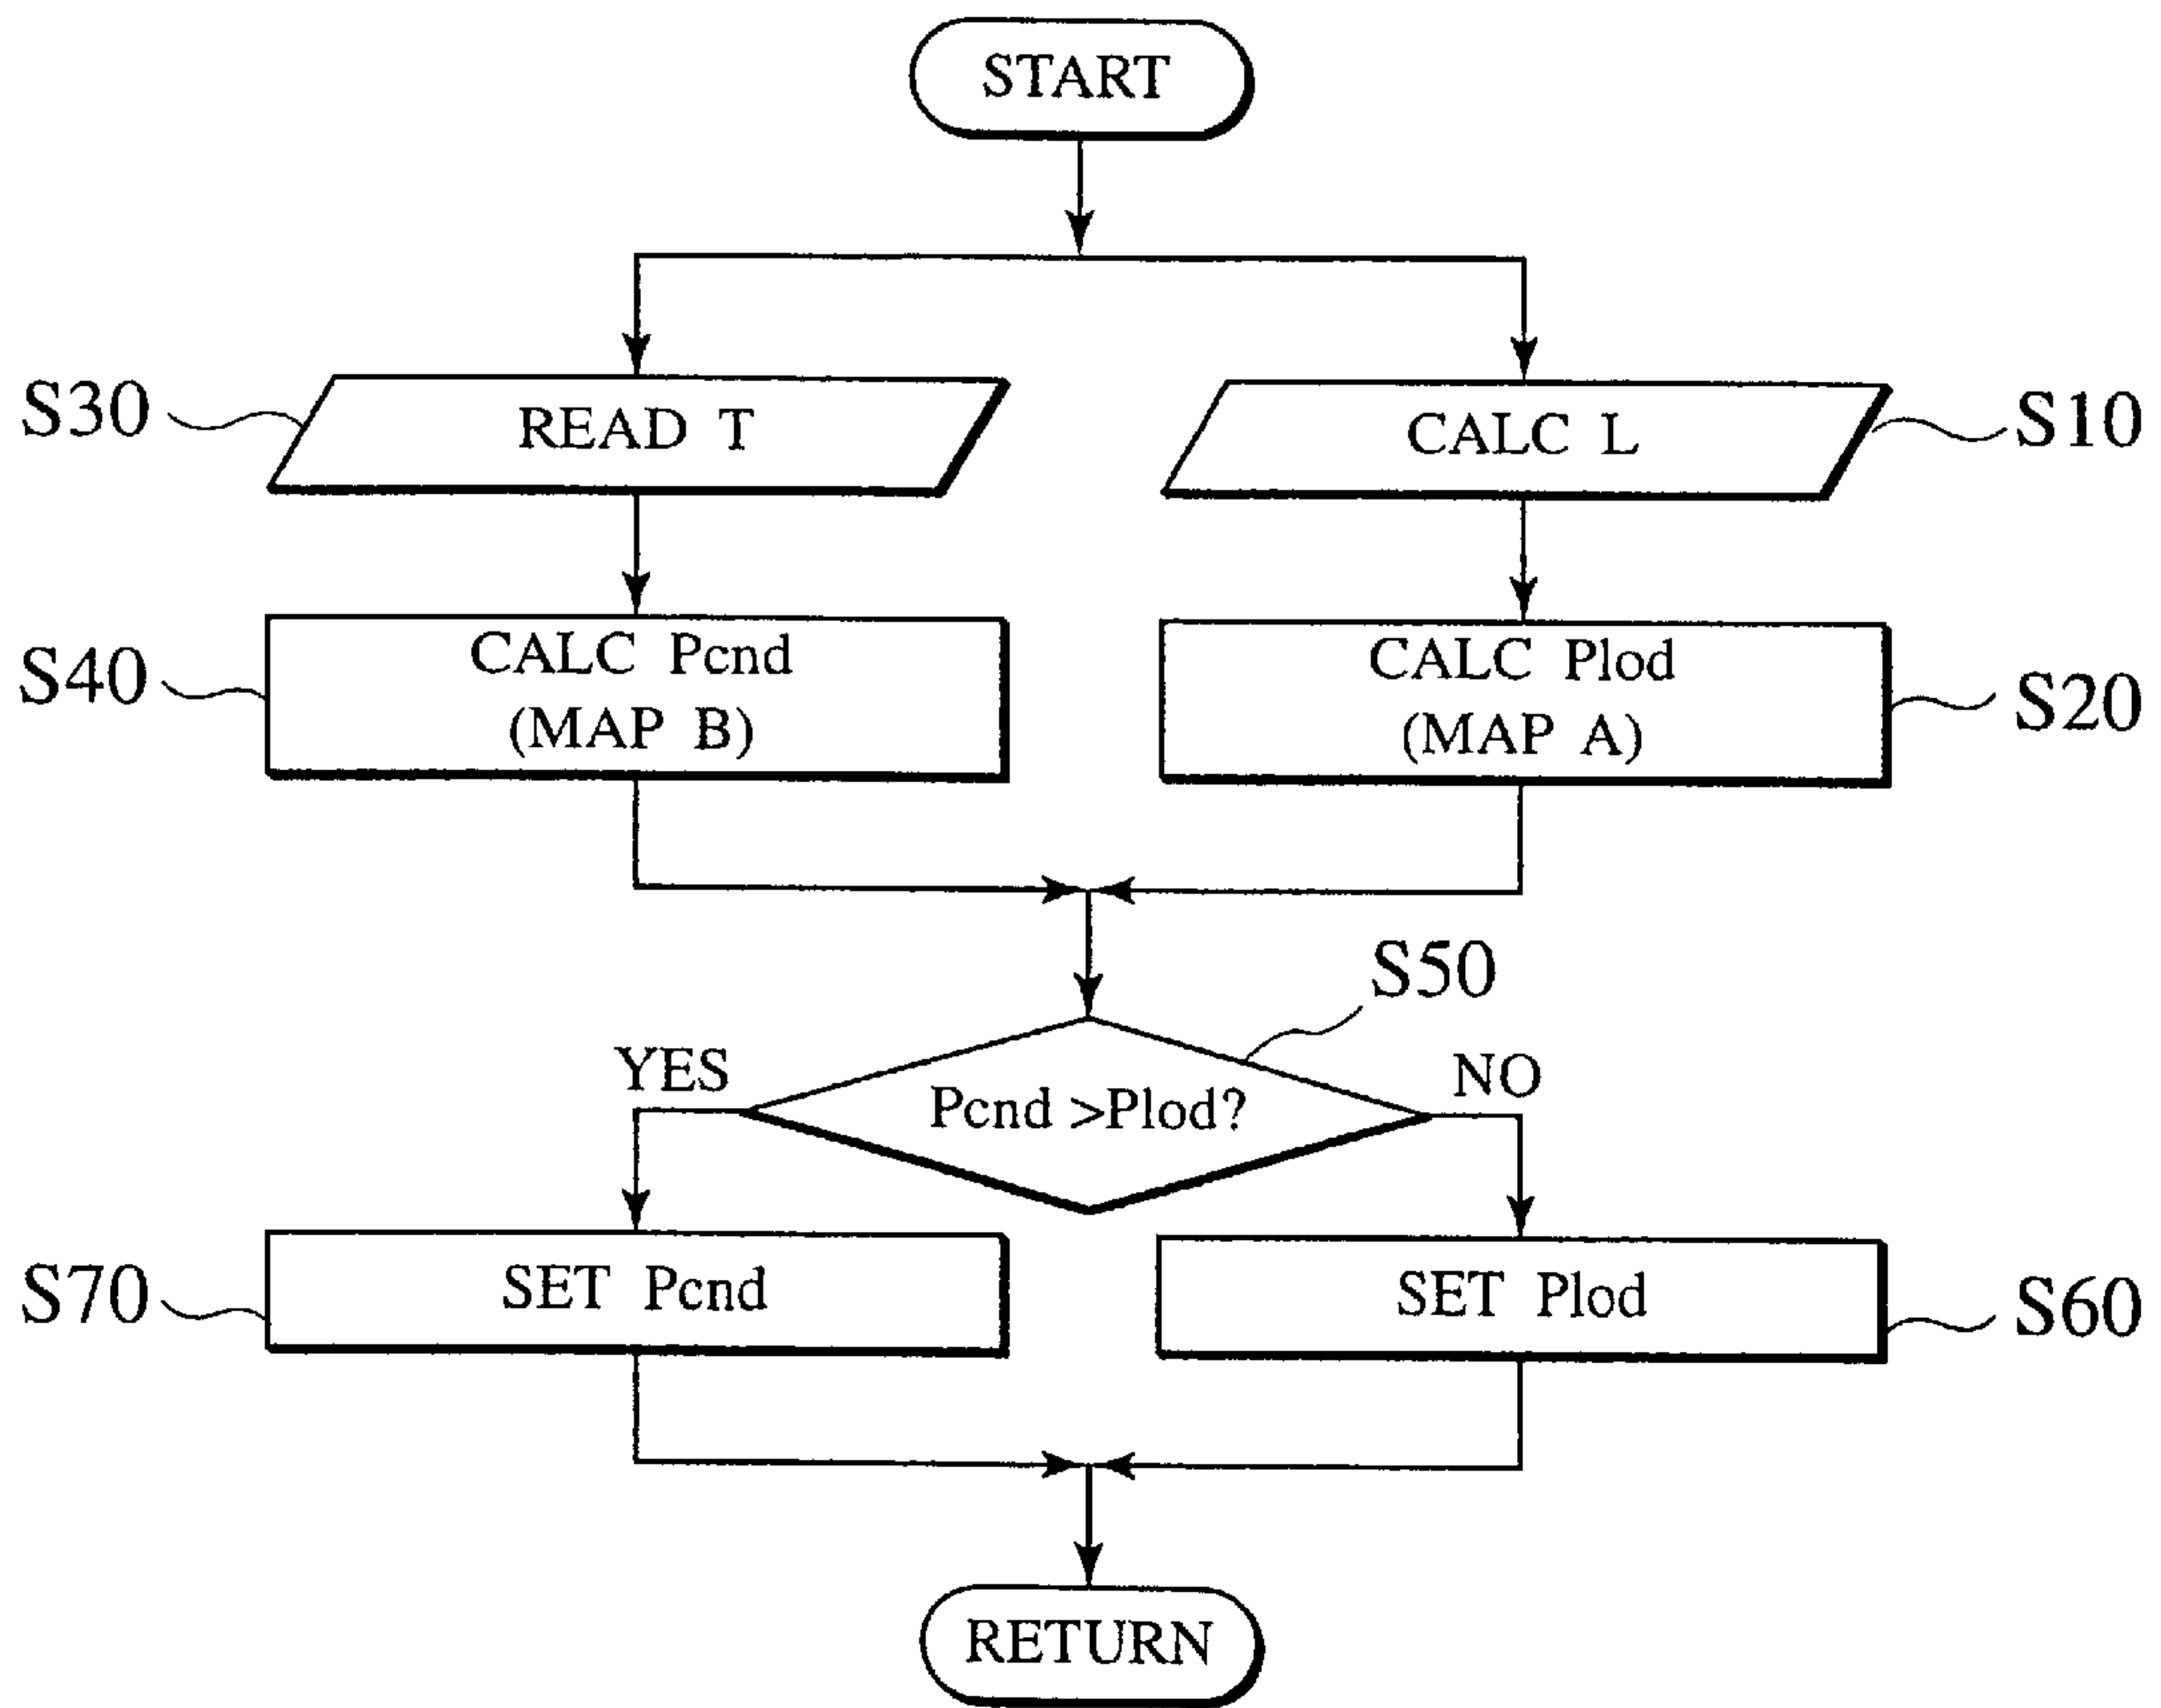 START
S30
READ T
CALC L
S10
S40
CALC Pcnd
(MAP B)
CALC Plod
(MAP A)
S20
S50
YES
Pcnd >Plod?
NO
S70
SET Pcnd
SET Plod
S60
RETURN